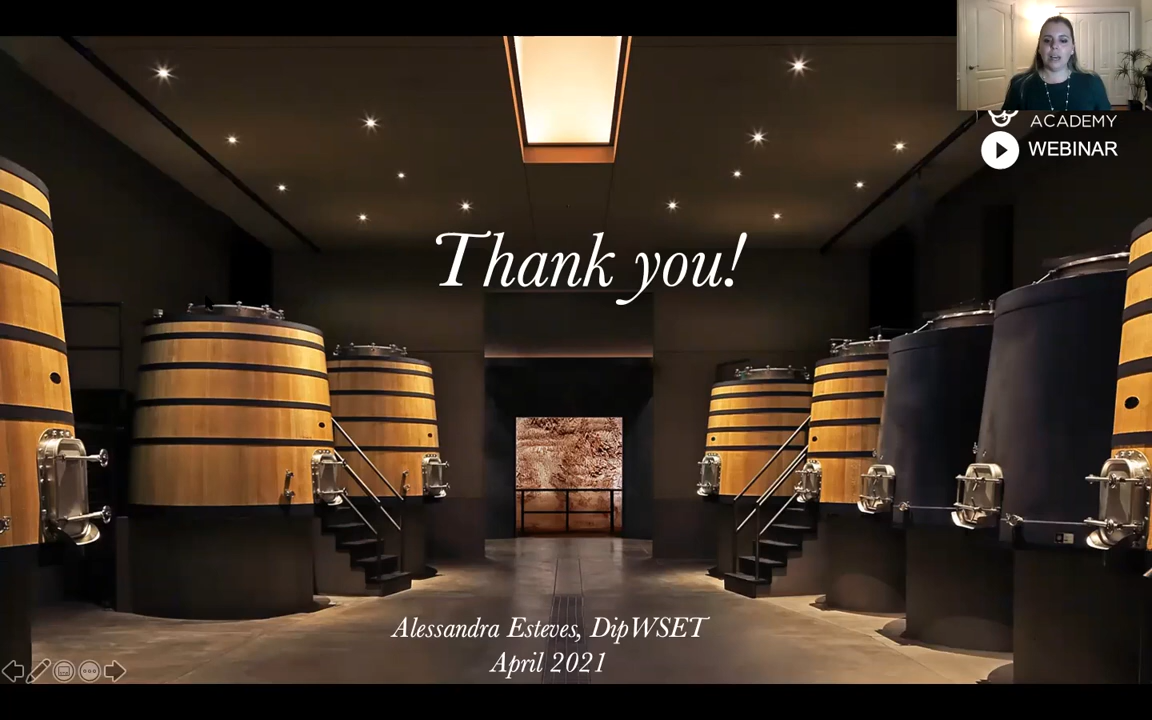 ACADEMY
WEBINAR
Thank you!
Alessandra Esteves, DipWSET
April 2021